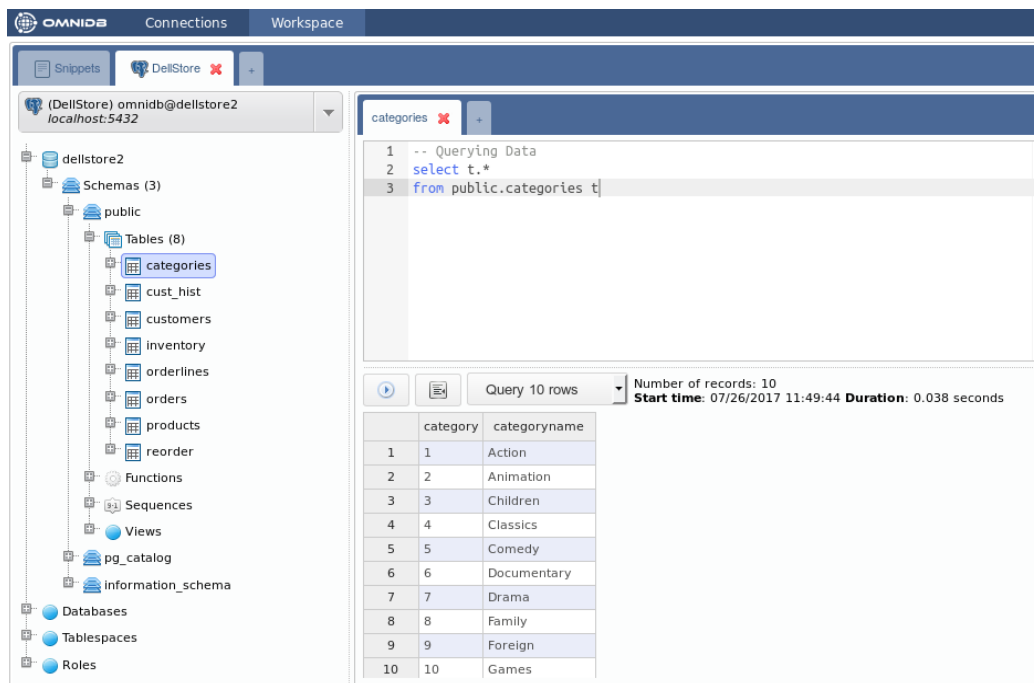 OMNIDB Connections Workspace
Snippets DellStore +
(DellStore) omnidb@dellstore2
localhost:5432
dellstore2
Schemas (3)
public
Tables (8)
categories
cust_hist
customers
inventory
orderlines
orders
products
reorder
Functions
Sequences
Views
pg_catalog
information_schema
Databases
Tablespaces
Roles
categories +
1 -- Querying Data
2 select t.*
3 from public.categories t
Query 10 rows
Number of records: 10
Start time: 07/26/2017 11:49:44 Duration: 0.038 seconds
category categoryname
1 1 Action
2 2 Animation
3 3 Children
4 4 Classics
5 5 Comedy
6 6 Documentary
7 7 Drama
8 8 Family
9 9 Foreign
10 10 Games